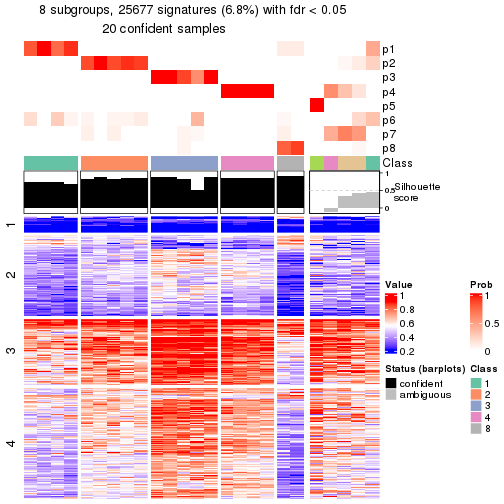 8 subgroups, 25677 signatures (6.8%) with fdr < 0.05
20 confident samples
p1
p2
p3
p4
p5
p6
p7
p8
Class
1
0.5
0
Silhouette
score
1
2
3
4
Value
1
0.8
0.6
0.4
0.2
Prob
1
0.5
0
Status (barplots)
confident
ambiguous
Class
1
2
3
4
8